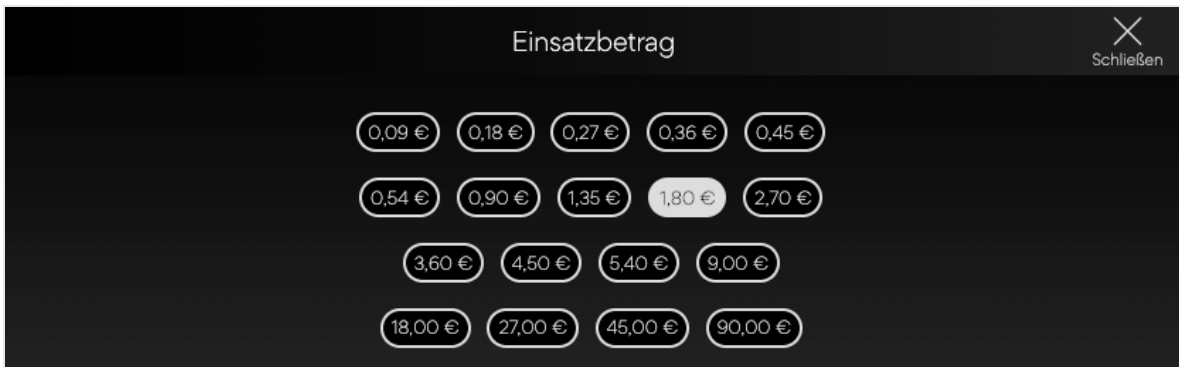 Einsatzbetrag
Schließen
0,09 € 0,18 € 0,27 € 0,36 € 0,45 €
0,54 € 0,90 € 1,35 € 1,80 € 2,70 €
3,60 € 4,50 € 5,40 € 9,00 €
18,00 € 27,00 € 45,00 € 90,00 €